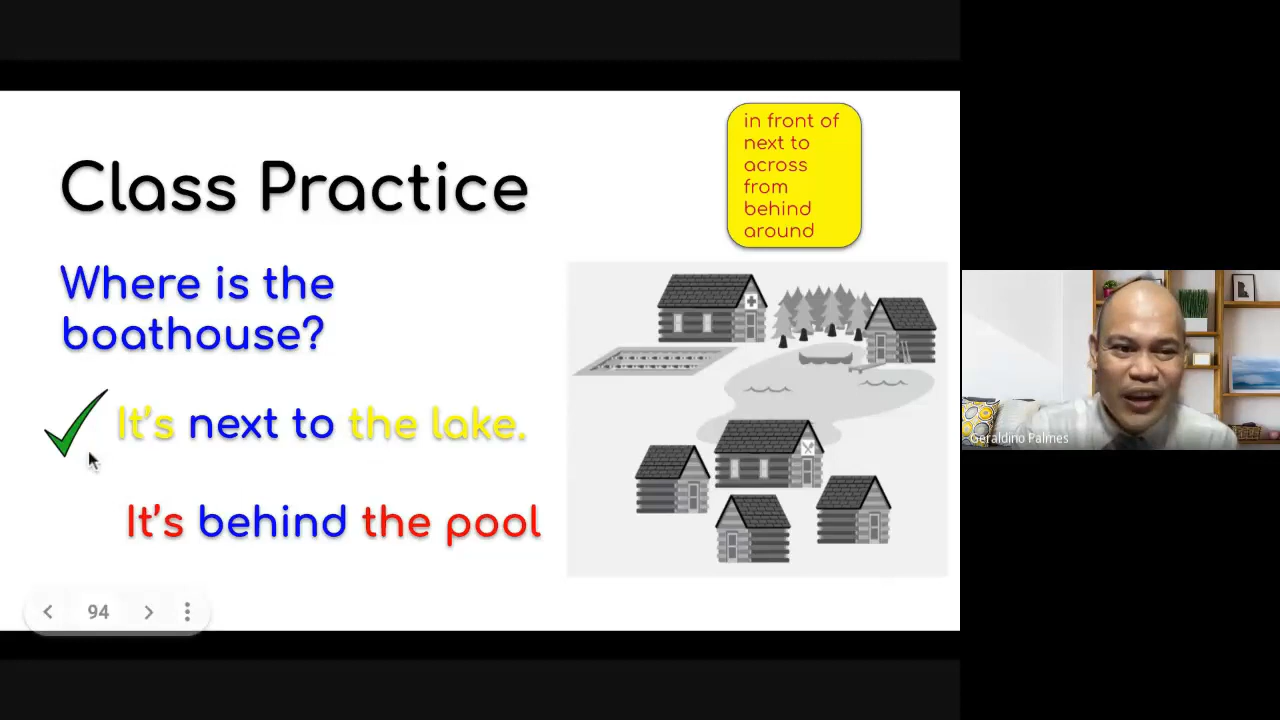 in front of
next to
across
from
behind
around
Class Practice
Where is the
boathouse?
It's next to the lake.
It's behind the pool
94
Geraldino Palmes